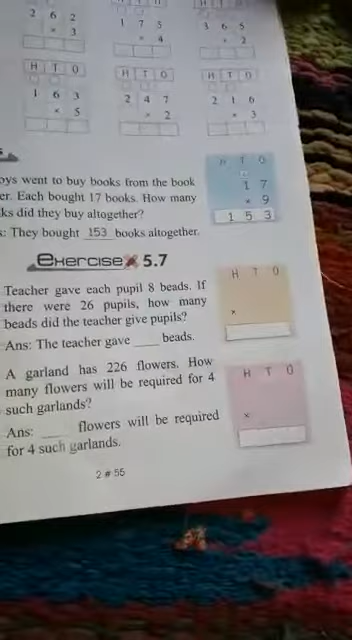 H T O
2 6 2
× 3
1 7 5
× 4
3 6 5
× 2
H T O
1 6 3
× 5
H T O
2 4 7
× 2
H T O
2 1 6
× 3
oys went to buy books from the book
er. Each bought 17 books. How many
ks did they buy altogether?
s: They bought 153 books altogether.
H T O
1 7
× 9
1 5 3
Exercise 5.7
Teacher gave each pupil 8 beads. If
there were 26 pupils, how many
beads did the teacher give pupils?
Ans: The teacher gave ____ beads.
H T O
×
A garland has 226 flowers. How
many flowers will be required for 4
such garlands?
Ans: ____ flowers will be required
for 4 such garlands.
H T O
×
2 # 55